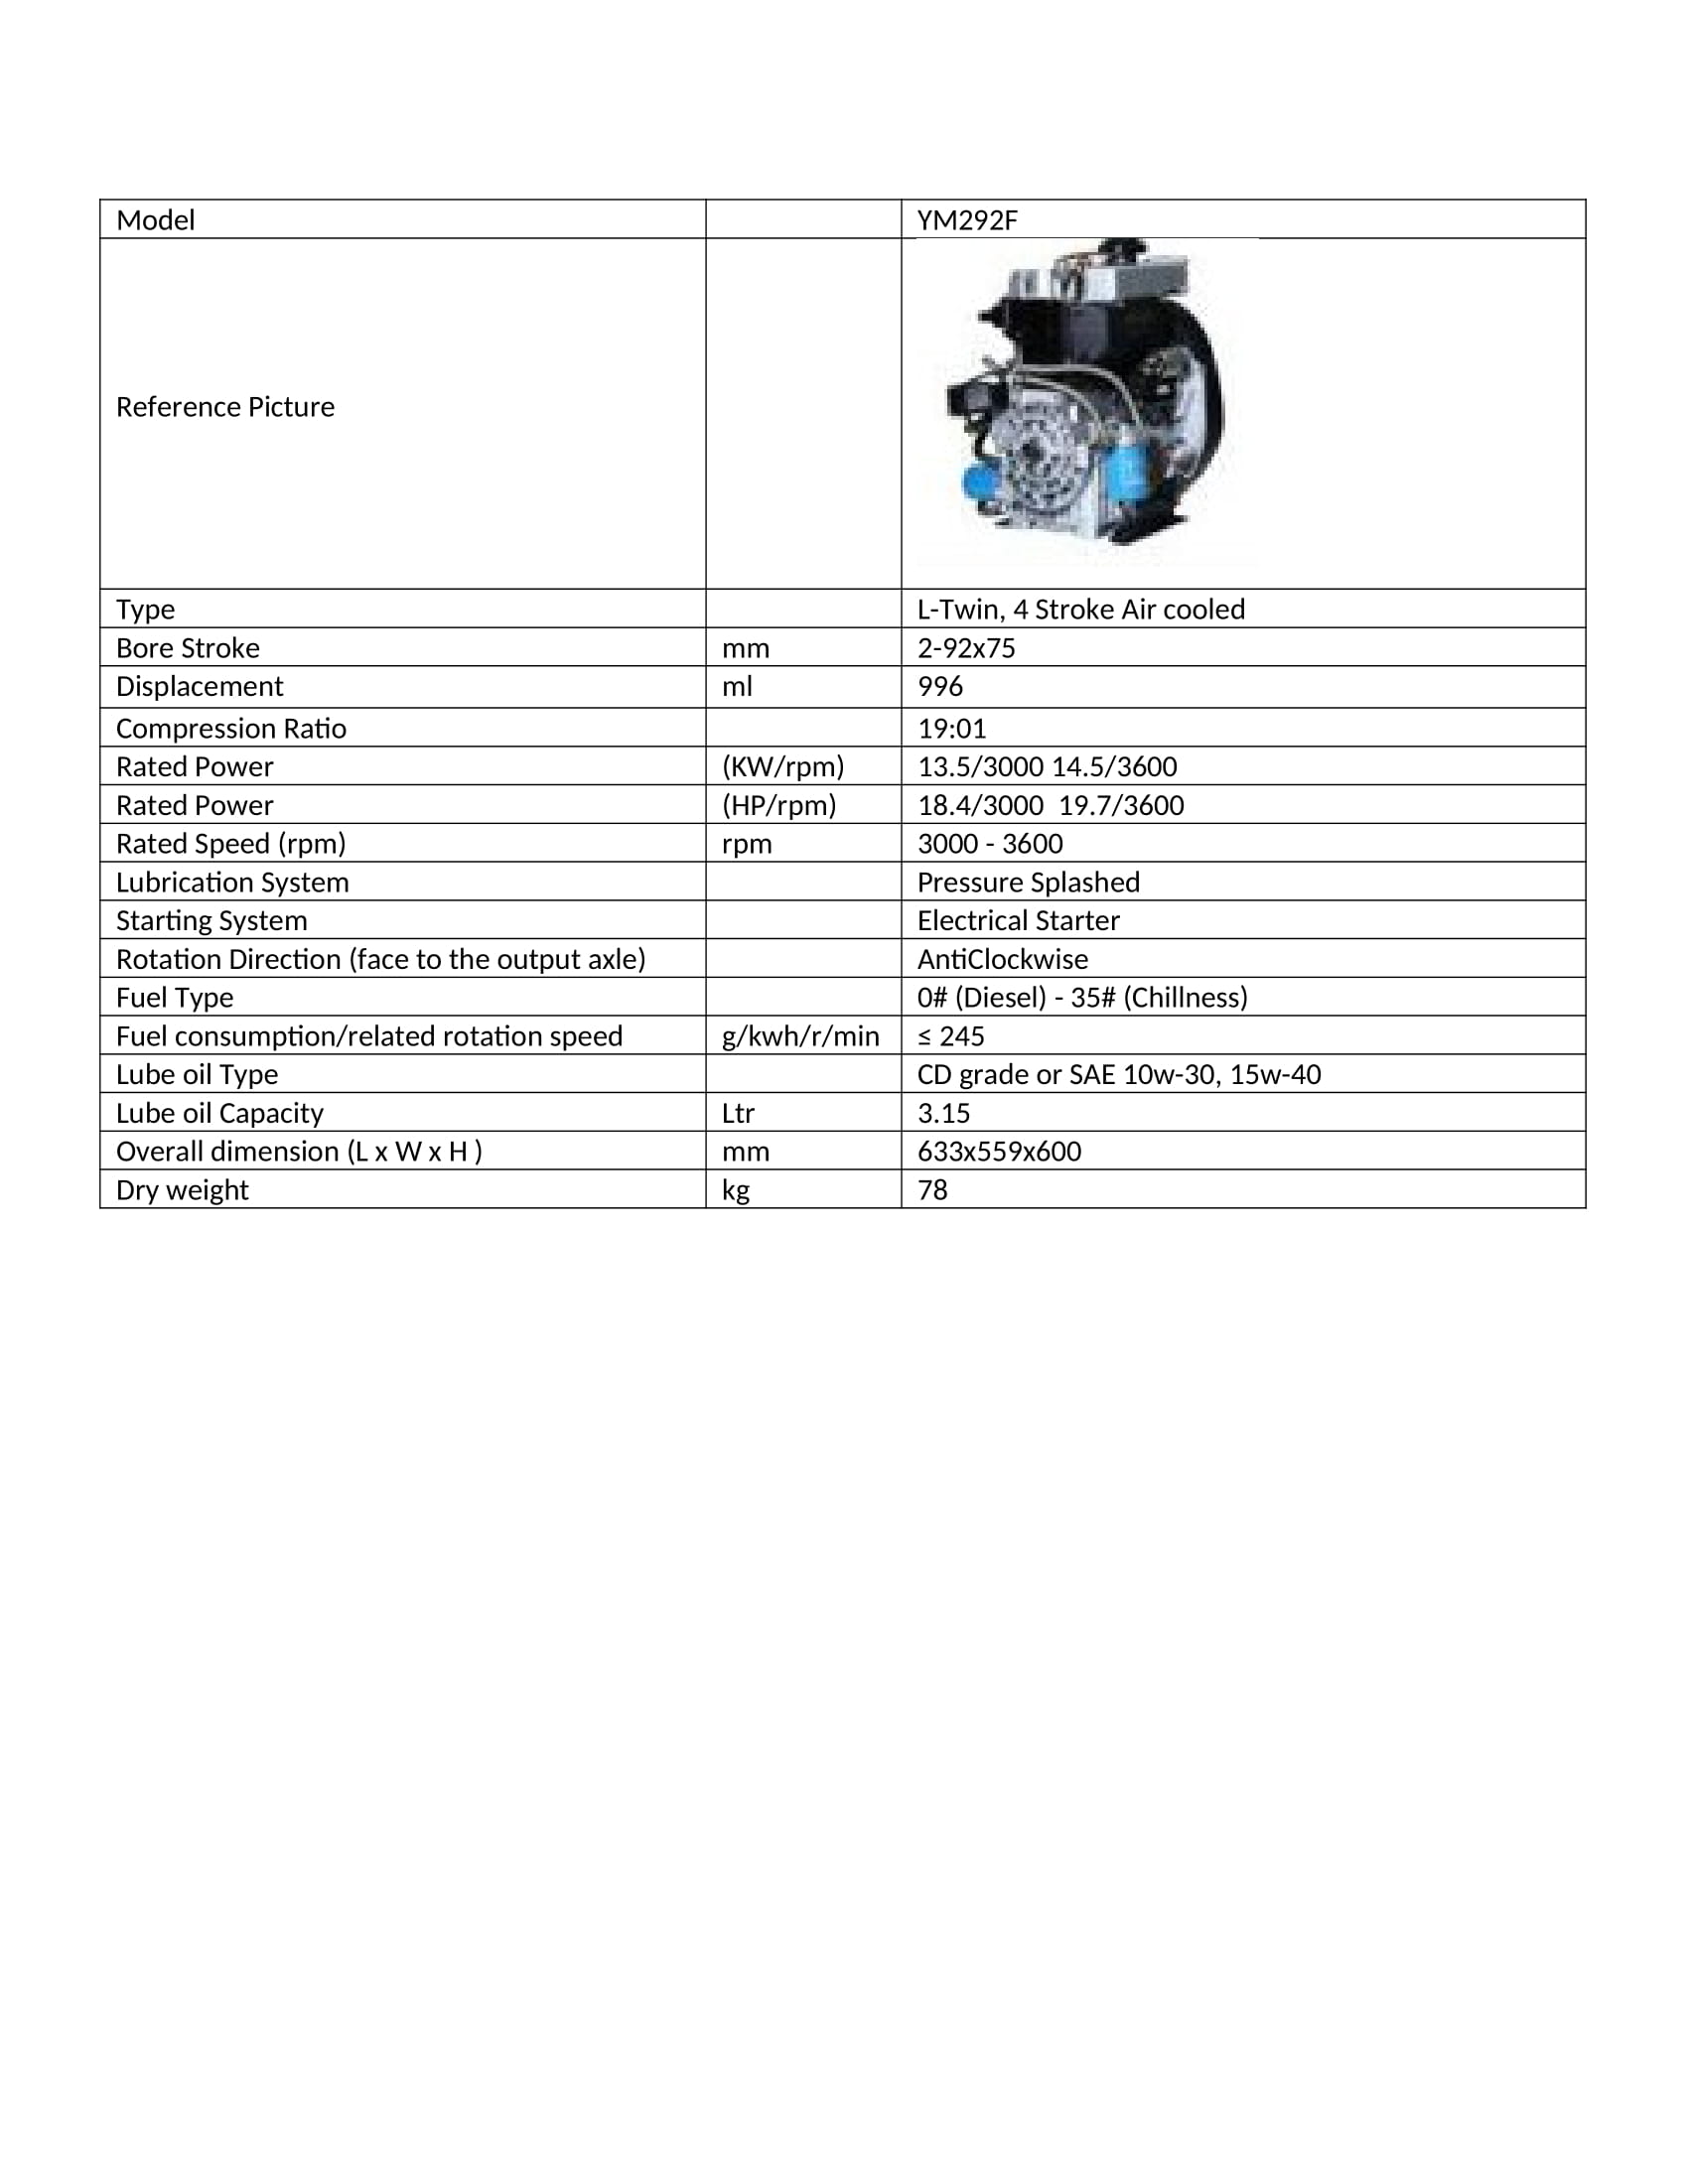 Model YM292F
Reference Picture
Type L-Twin, 4 Stroke Air cooled
Bore Stroke mm 2-92x75
Displacement ml 996
Compression Ratio 19:01
Rated Power (KW/rpm) 13.5/3000 14.5/3600
Rated Power (HP/rpm) 18.4/3000  19.7/3600
Rated Speed (rpm) rpm 3000 - 3600
Lubrication System Pressure Splashed
Starting System Electrical Starter
Rotation Direction (face to the output axle) AntiClockwise
Fuel Type 0# (Diesel) - 35# (Chillness)
Fuel consumption/related rotation speed g/kwh/r/min ≤ 245
Lube oil Type CD grade or SAE 10w-30, 15w-40
Lube oil Capacity Ltr 3.15
Overall dimension (L x W x H ) mm 633x559x600
Dry weight kg 78